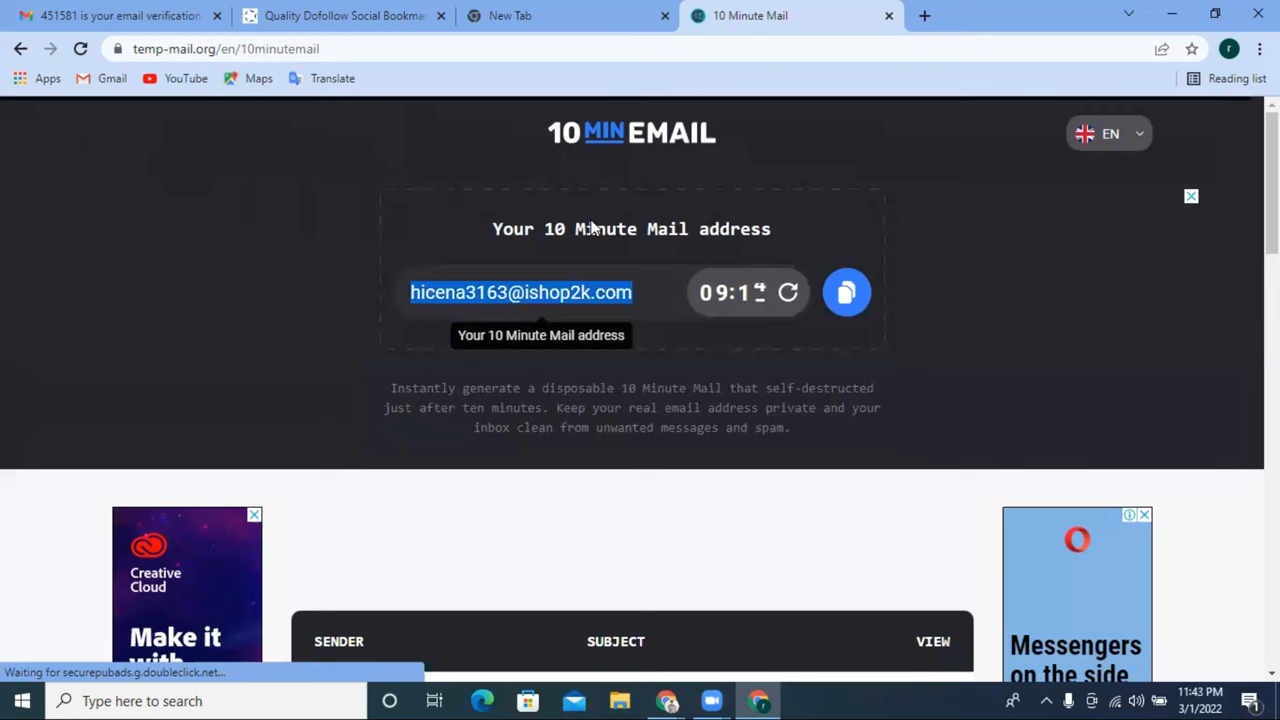 451581 is your email verification
Quality Dofollow Social Bookma
New Tab
10 Minute Mail
temp-mail.org/en/10minutemail
r
Apps
Gmail
YouTube
Maps
Translate
Reading list
10 MIN EMAIL
EN
Your 10 Minute Mail address
hicena3163@ishop2k.com
09:1
Your 10 Minute Mail address
Instantly generate a disposable 10 Minute Mail that self-destructed
just after ten minutes. Keep your real email address private and your
inbox clean from unwanted messages and spam.
Creative
Cloud
Make it
Messengers
on the side
SENDER
SUBJECT
VIEW
Waiting for securepubads.g.doubleclick.net...
Type here to search
11:43 PM
3/1/2022
1